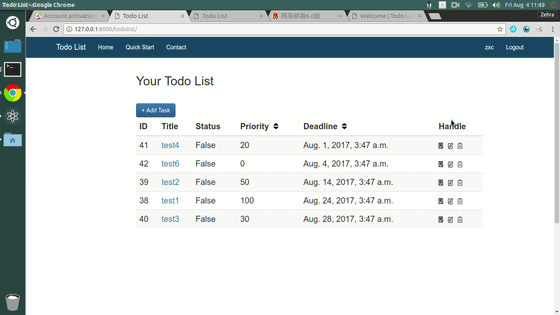 Todo List - Google Chrome
Fri Aug 4 11:49
Account activation
Todo List
Todo List
网易邮箱6.0版
Welcome | Todo Li
Zehra
127.0.0.1:8000/todolist/
Todo List Home Quick Start Contact zxc Logout
Your Todo List
+ Add Task
ID Title Status Priority Deadline Handle
41 test4 False 20 Aug. 1, 2017, 3:47 a.m.
42 test6 False 0 Aug. 4, 2017, 3:47 a.m.
39 test2 False 50 Aug. 14, 2017, 3:47 a.m.
38 test1 False 100 Aug. 24, 2017, 3:47 a.m.
40 test3 False 30 Aug. 28, 2017, 3:47 a.m.